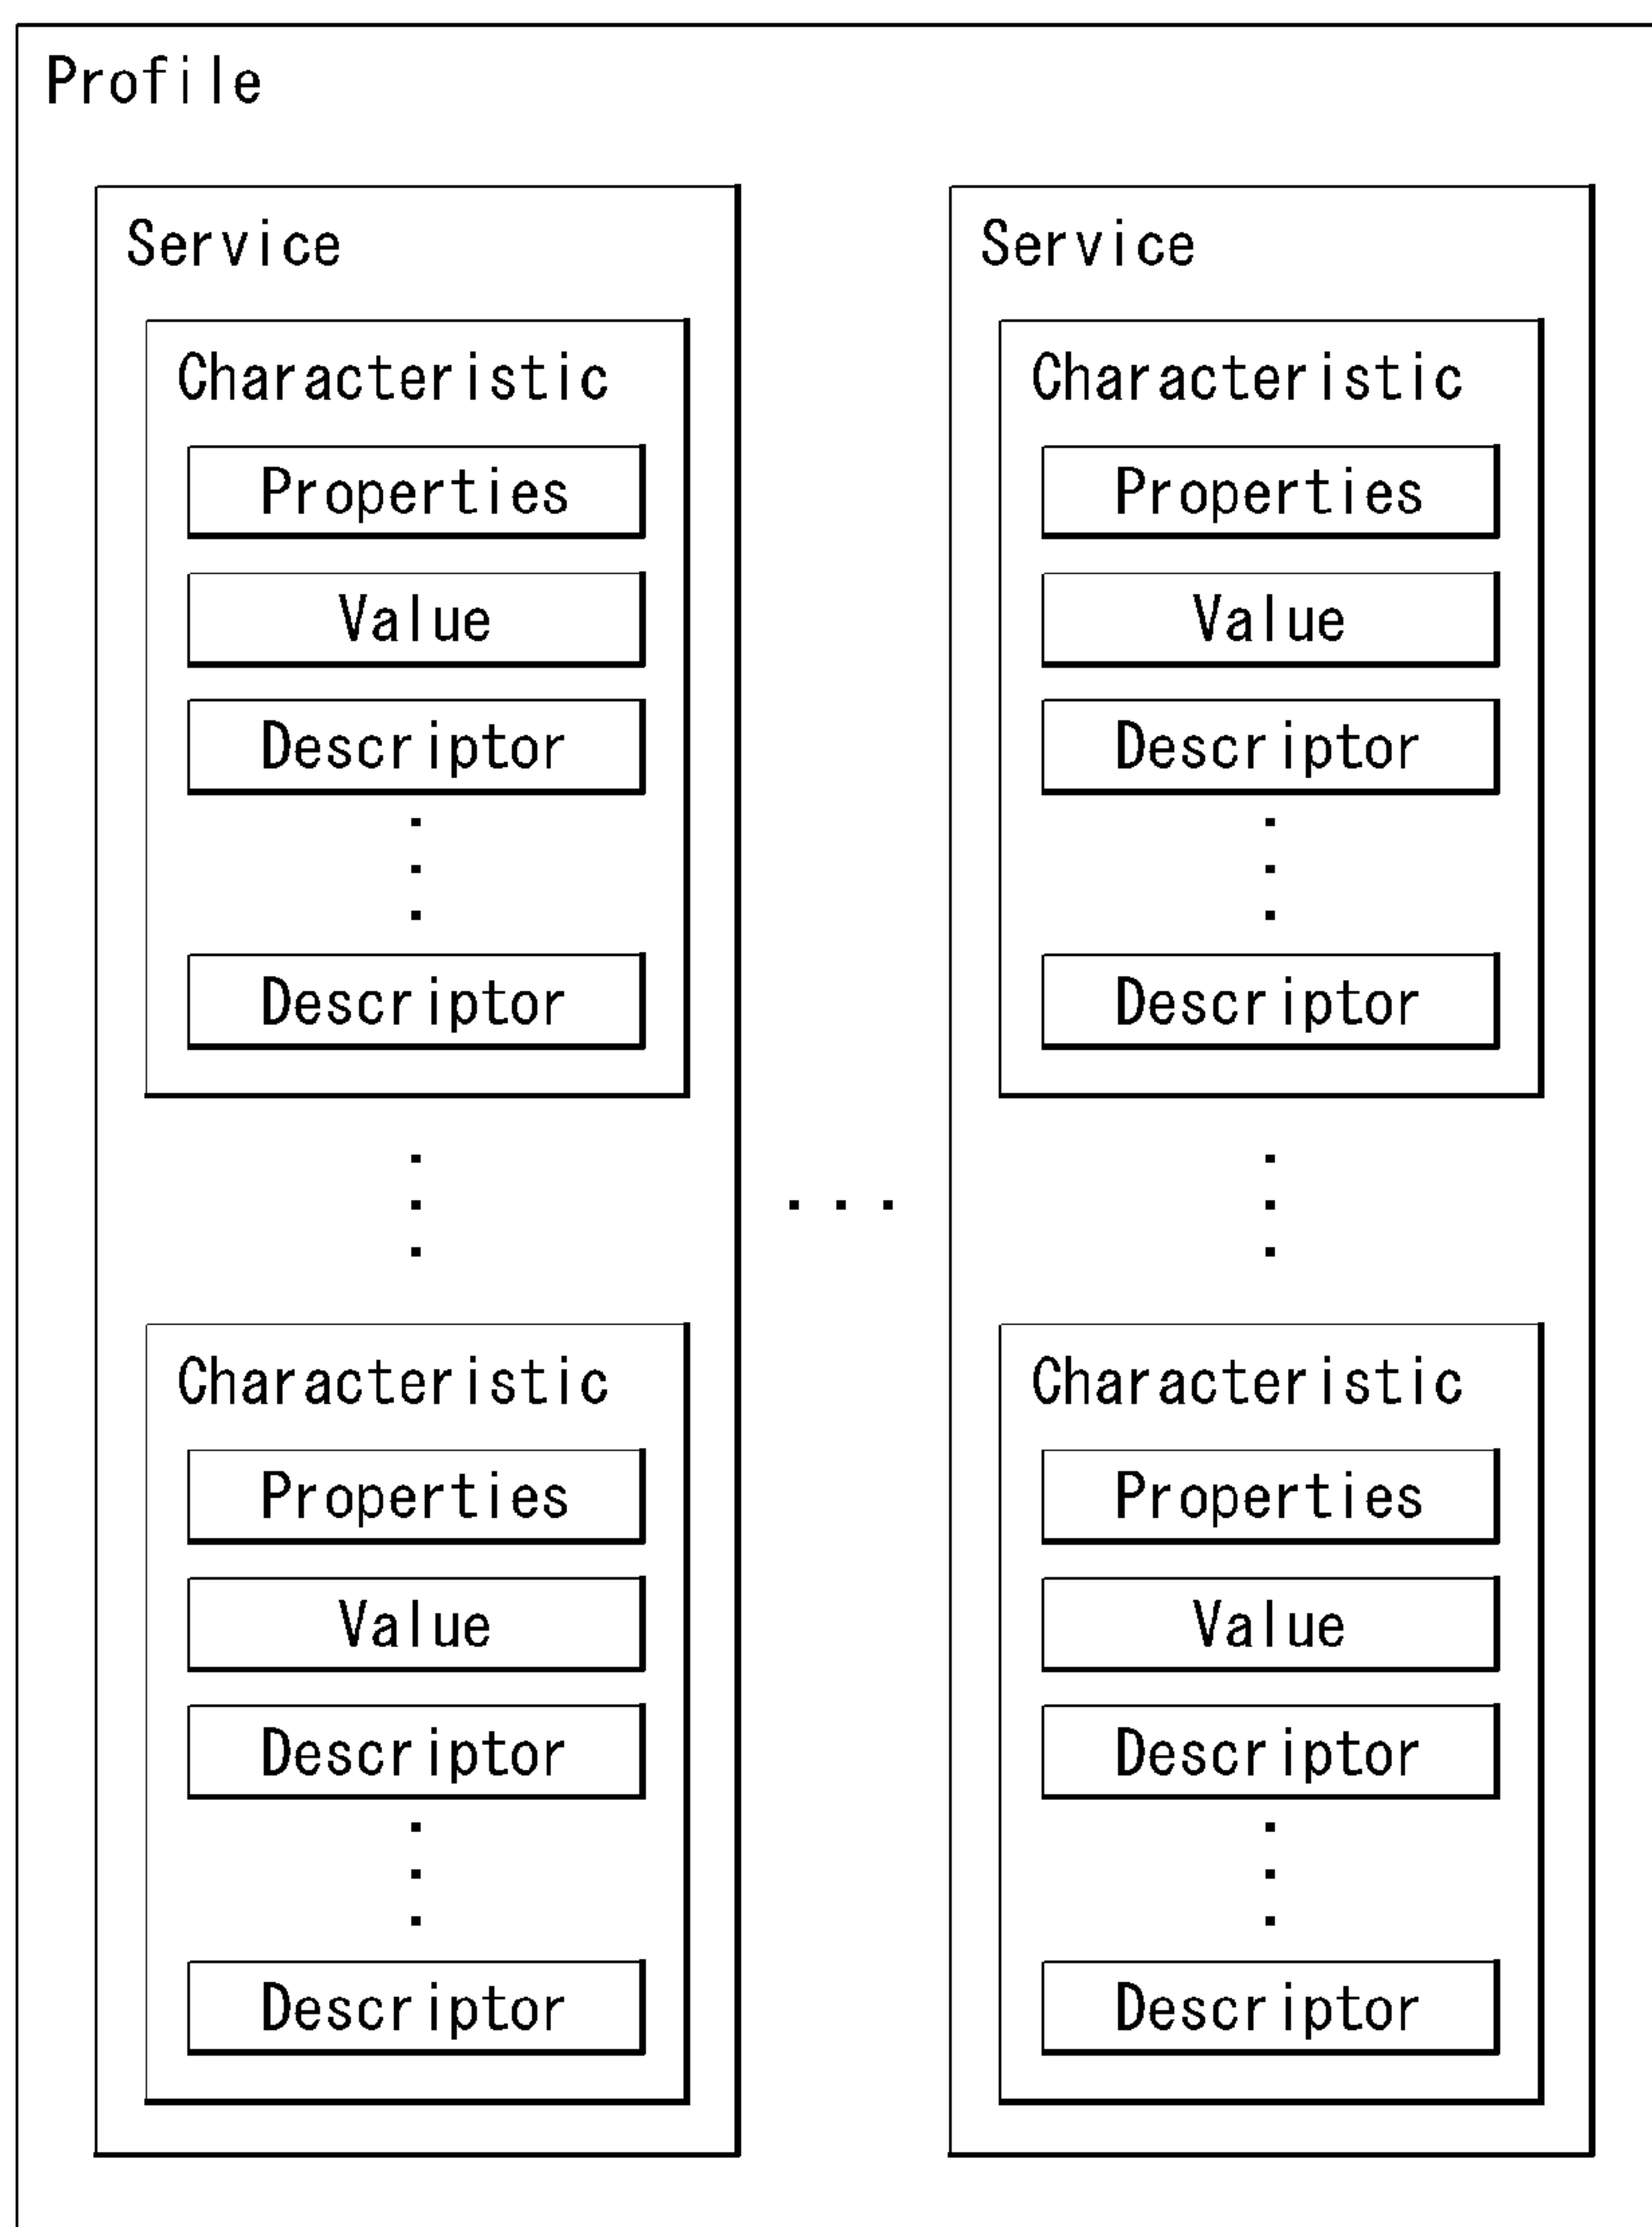 Profile
Service
Characteristic
Properties
Value
Descriptor
Descriptor
Characteristic
Properties
Value
Descriptor
Descriptor
Service
Characteristic
Properties
Value
Descriptor
Descriptor
Characteristic
Properties
Value
Descriptor
Descriptor